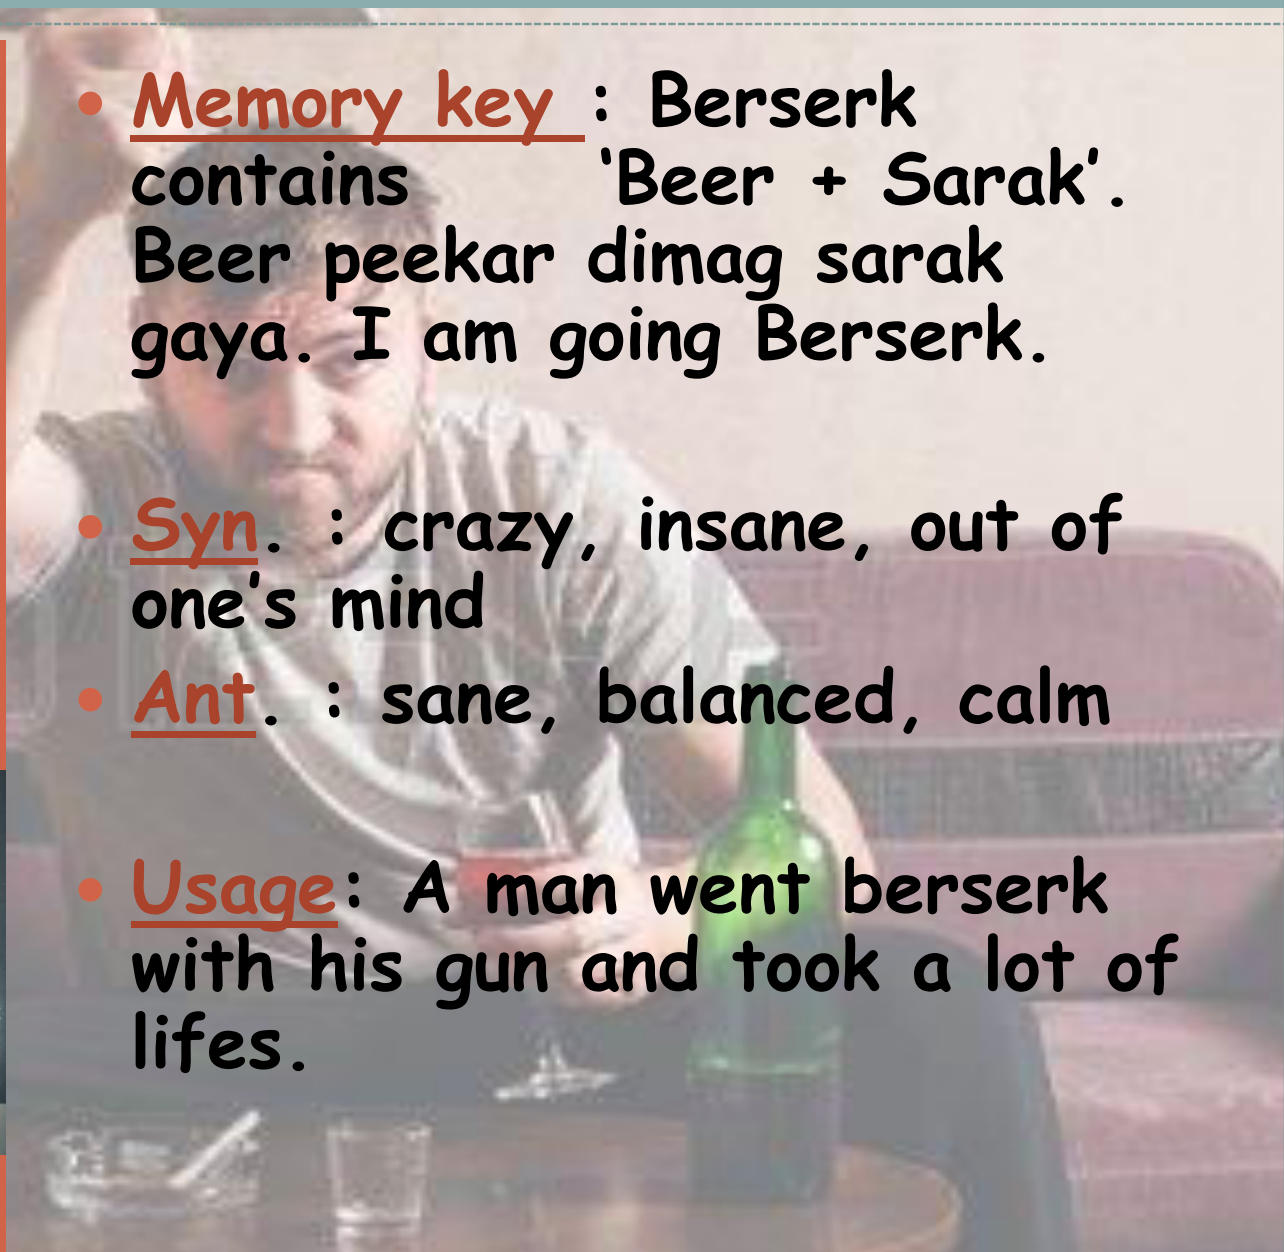 • Memory key : Berserk
contains ‘Beer + Sarak’.
Beer peekar dimag sarak
gaya. I am going Berserk.
• Syn. : crazy, insane, out of
one’s mind
• Ant. : sane, balanced, calm
• Usage: A man went berserk
with his gun and took a lot of
lifes.